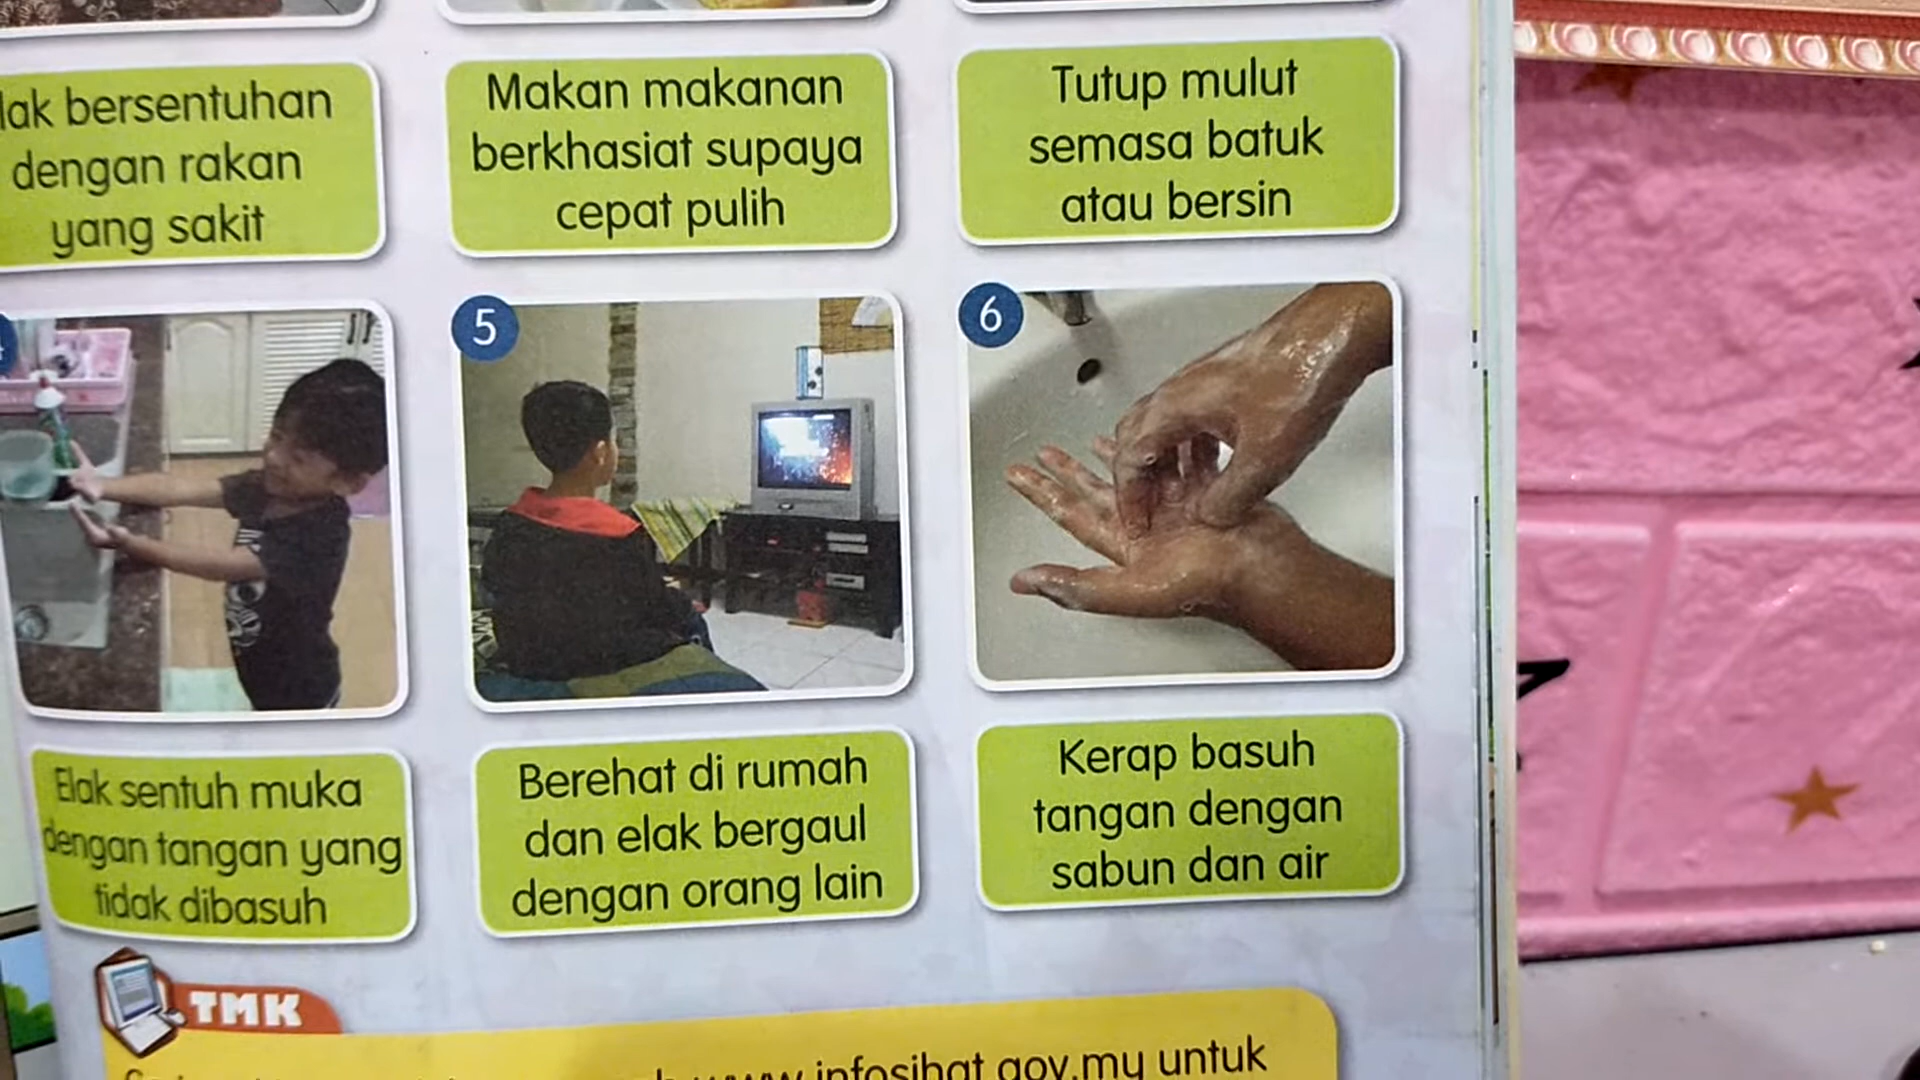 bersentuhan
dengan rakan
yang sakit
Makan makanan
berkhasiat supaya
cepat pulih
Tutup mulut
semasa batuk
atau bersin
5
6
Elak sentuh muka
dengan tangan yang
tidak dibasuh
Berehat di rumah
dan elak bergaul
dengan orang lain
Kerap basuh
tangan dengan
sabun dan air
TMK
www.infosihat.gov.my untuk